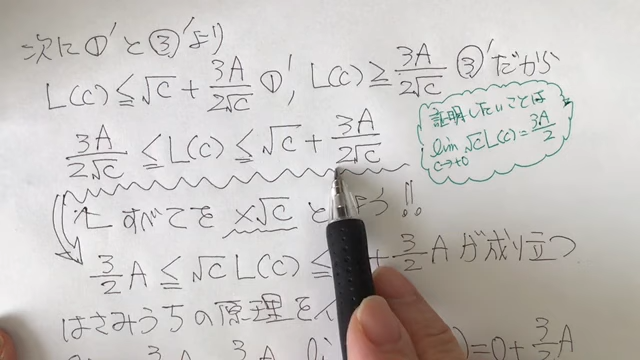 次に①'と③'より
L(c) ≦ √c + 3A/2√c ①', L(c) ≧ 3A/2√c ③'だから
3A/2√c ≦ L(c) ≦ √c + 3A/2√c
証明したいことは
lim c→+0 √c L(c) = 3A/2
すべてを ×√c と !!
3/2 A ≦ √c L(c) ≦ + 3/2 A が成り立つ
はさみうちの原理を
= 0 + 3/2 A